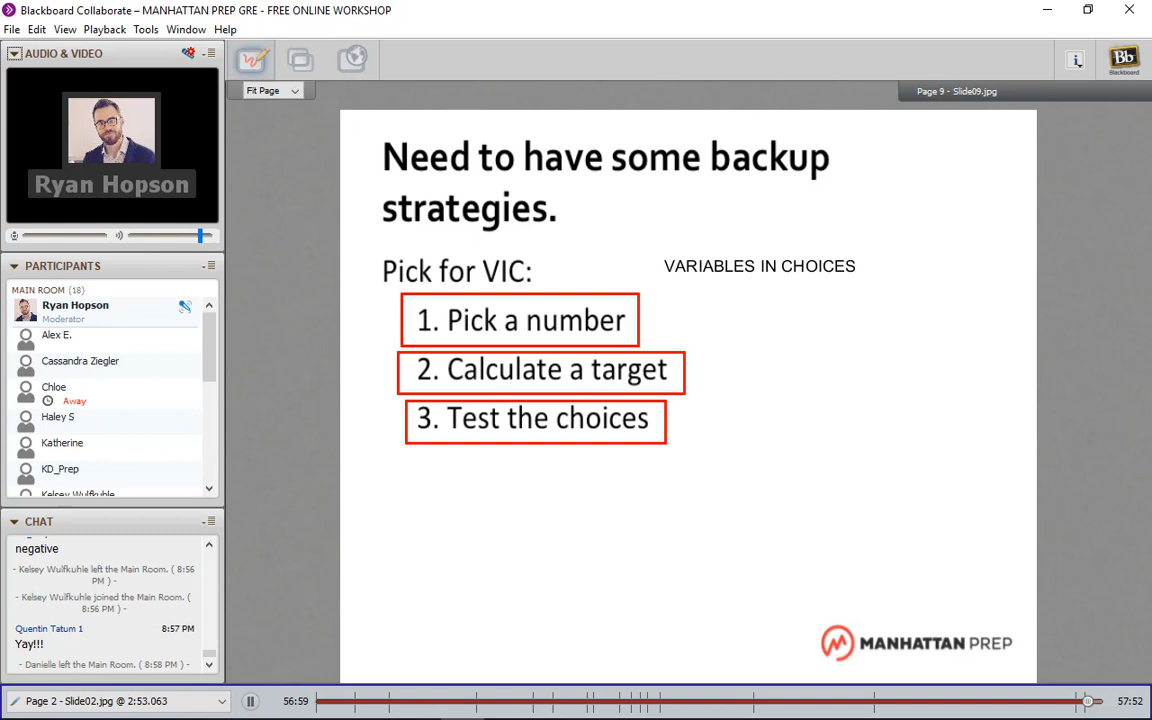 Blackboard Collaborate – MANHATTAN PREP GRE - FREE ONLINE WORKSHOP
File Edit View Playback Tools Window Help
AUDIO & VIDEO
Ryan Hopson
PARTICIPANTS
MAIN ROOM (18)
Ryan Hopson
Moderator
Alex E.
Cassandra Ziegler
Chloe
Away
Haley S
Katherine
KD_Prep
Kelsey Wulfkuhle
CHAT
negative
- Kelsey Wulfkuhle left the Main Room. ( 8:56
PM ) -
- Kelsey Wulfkuhle joined the Main Room. (
8:56 PM ) -
Quentin Tatum 1 8:57 PM
Yay!!!
- Danielle left the Main Room. ( 8:58 PM ) -
Fit Page
i
Bb
Blackboard
Page 9 - Slide09.jpg
Need to have some backup
strategies.
Pick for VIC:
VARIABLES IN CHOICES
1. Pick a number
2. Calculate a target
3. Test the choices
MANHATTAN PREP
Page 2 - Slide02.jpg @ 2:53.063
56:59
57:52